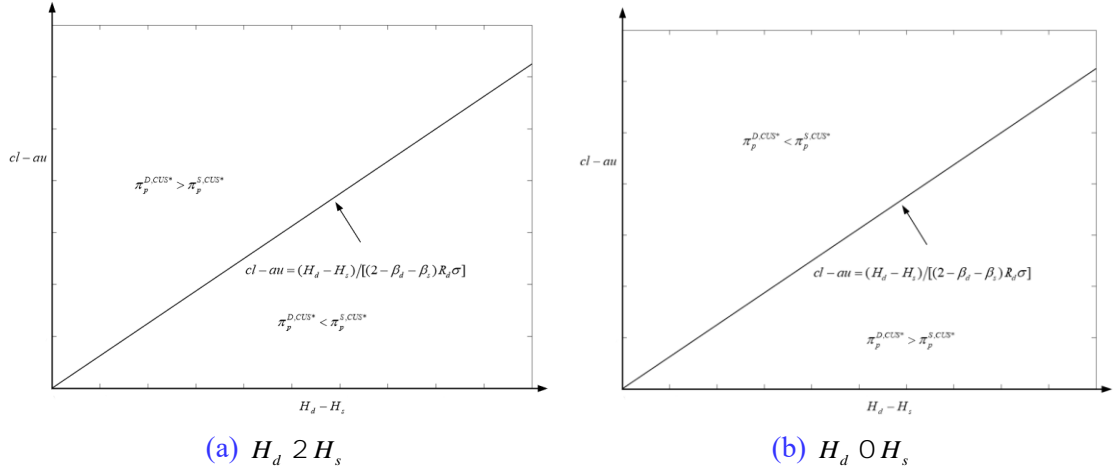 cl − au
π_p^{D,CUS*} > π_p^{S,CUS*}
cl − au = (H_d − H_s)/[(2 − β_d − β_s)R_dσ]
π_p^{D,CUS*} < π_p^{S,CUS*}
H_d − H_s
(a) H_d 2 H_s
cl − au
π_p^{D,CUS*} < π_p^{S,CUS*}
cl − au = (H_d − H_s)/[(2 − β_d − β_s)R_dσ]
π_p^{D,CUS*} > π_p^{S,CUS*}
H_d − H_s
(b) H_d 0 H_s